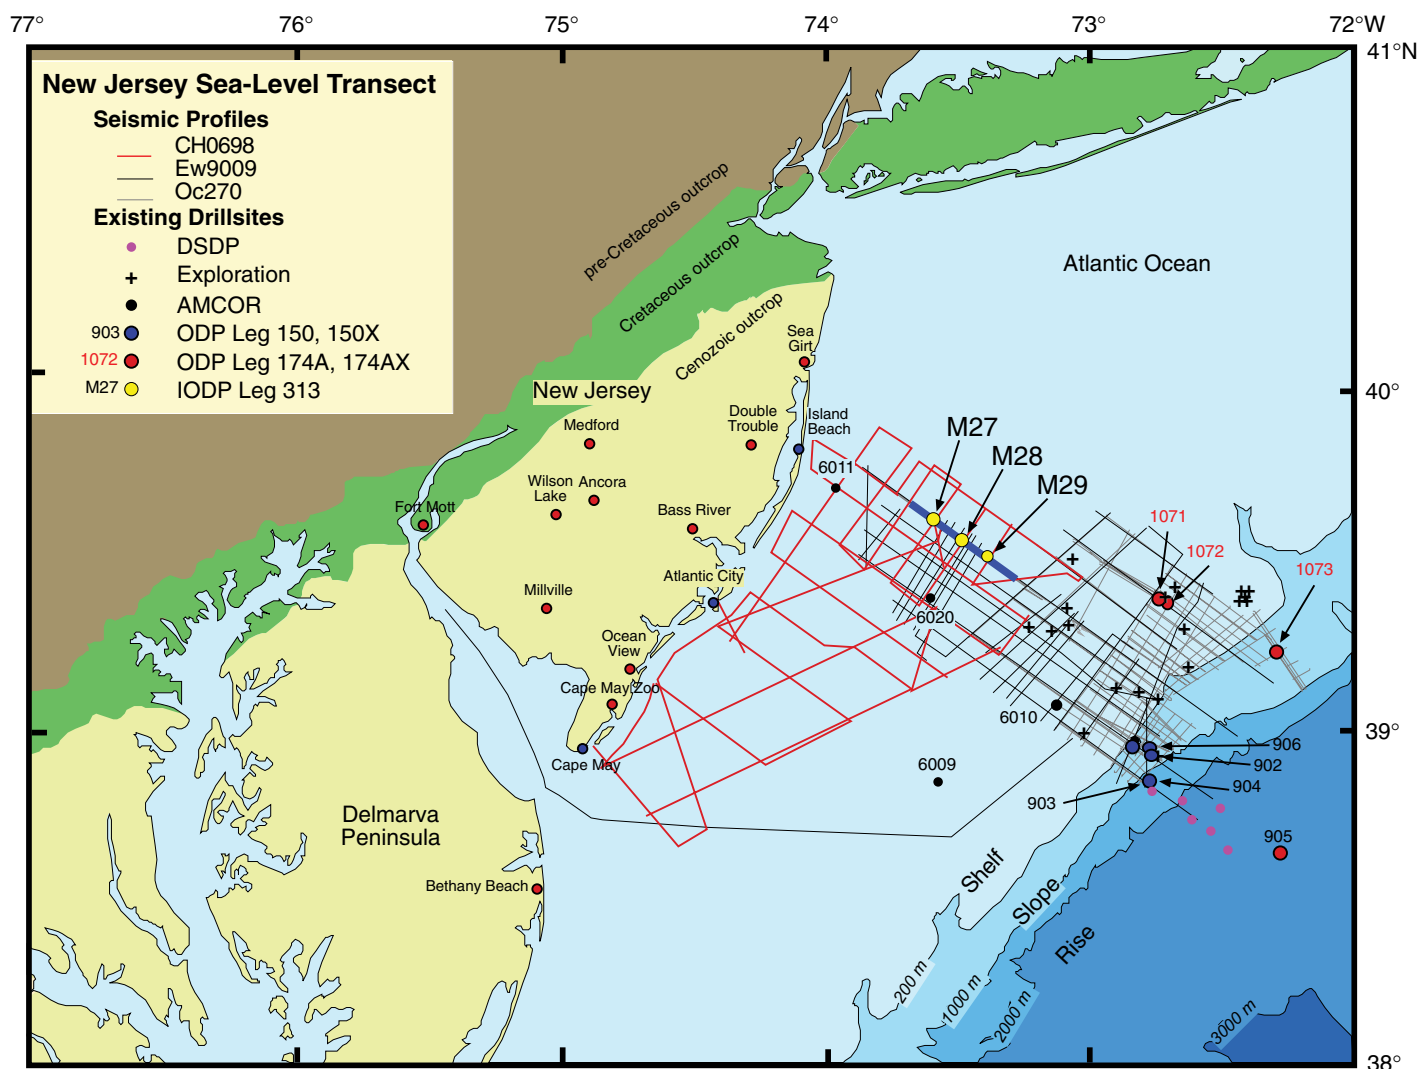 77°
76°
75°
74°
73°
72°W
41°N
New Jersey Sea-Level Transect
Seismic Profiles
CH0698
Ew9009
Oc270
Existing Drillsites
DSDP
Exploration
AMCOR
903 ODP Leg 150, 150X
1072 ODP Leg 174A, 174AX
M27 IODP Leg 313
pre-Cretaceous outcrop
Cretaceous outcrop
Cenozoic outcrop
Atlantic Ocean
Sea
Girt
New Jersey
40°
Medford
Double
Trouble
Island
Beach
M27
M28
M29
6011
Wilson
Lake
Ancora
Fort Mott
Bass River
1071
1072
1073
Atlantic City
Millville
6020
Ocean
View
Cape May Zoo
6010
39°
Cape May
6009
906
902
904
903
905
Delmarva
Peninsula
Bethany Beach
Shelf
Slope
Rise
200 m
1000 m
2000 m
3000 m
38°